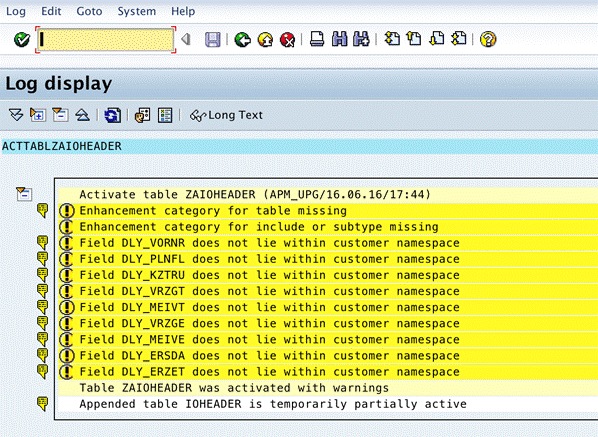 Log Edit Goto System Help
Log display
Long Text
ACTTABLZAIOHEADER
Activate table ZAIOHEADER (APM_UPG/16.06.16/17:44)
Enhancement category for table missing
Enhancement category for include or subtype missing
Field DLY_VORNR does not lie within customer namespace
Field DLY_PLNFL does not lie within customer namespace
Field DLY_KZTRU does not lie within customer namespace
Field DLY_VRZGT does not lie within customer namespace
Field DLY_MEIVT does not lie within customer namespace
Field DLY_VRZGE does not lie within customer namespace
Field DLY_MEIVE does not lie within customer namespace
Field DLY_ERSDA does not lie within customer namespace
Field DLY_ERZET does not lie within customer namespace
Table ZAIOHEADER was activated with warnings
Appended table IOHEADER is temporarily partially active